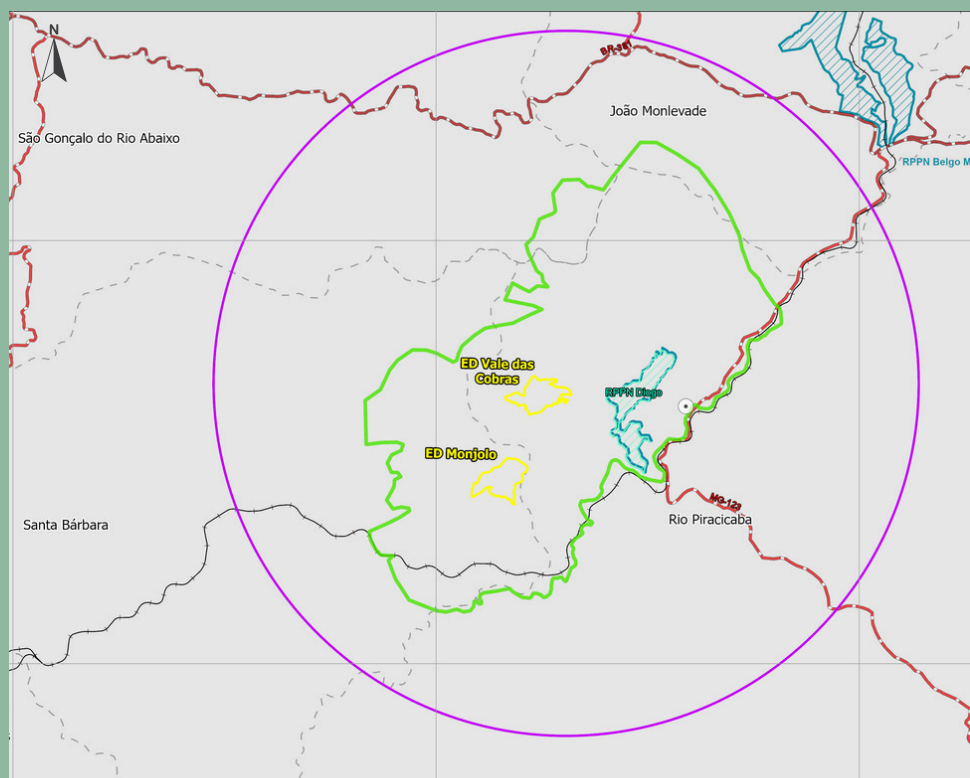 N
BR-381
João Monlevade
São Gonçalo do Rio Abaixo
RPPN Belgo M
ED Vale das
Cobras
RPPN Diogo
ED Monjolo
MG-123
Santa Bárbara
Rio Piracicaba